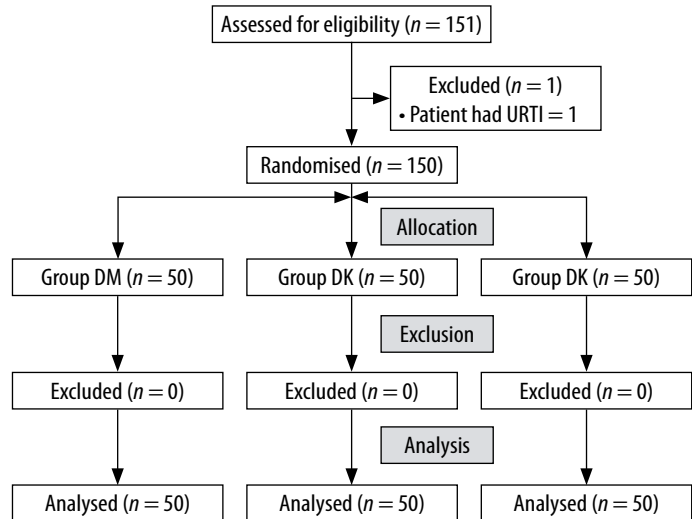 Assessed for eligibility (n = 151)
Excluded (n = 1)
• Patient had URTI = 1
Randomised (n = 150)
Allocation
Group DM (n = 50)
Group DK (n = 50)
Group DK (n = 50)
Exclusion
Excluded (n = 0)
Excluded (n = 0)
Excluded (n = 0)
Analysis
Analysed (n = 50)
Analysed (n = 50)
Analysed (n = 50)